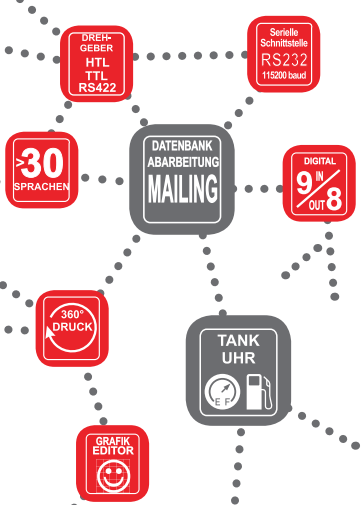 DREH-
GEBER
HTL
TTL
RS422
Serielle
Schnittstelle
RS232
115200 baud
>30
SPRACHEN
DATENBANK
ABARBEITUNG
MAILING
DIGITAL
9 IN
OUT 8
360°
DRUCK
TANK
UHR
E F
GRAFIK
EDITOR